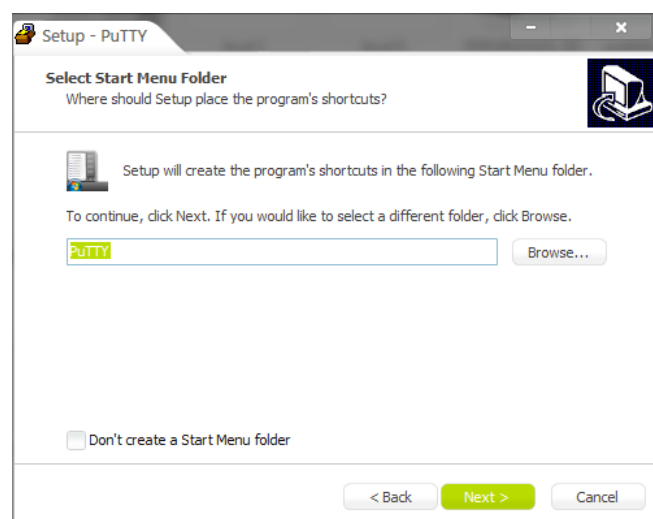 Setup - PuTTY
Select Start Menu Folder
Where should Setup place the program's shortcuts?
Setup will create the program's shortcuts in the following Start Menu folder.
To continue, click Next. If you would like to select a different folder, click Browse.
PuTTY
Browse...
Don't create a Start Menu folder
< Back
Next >
Cancel